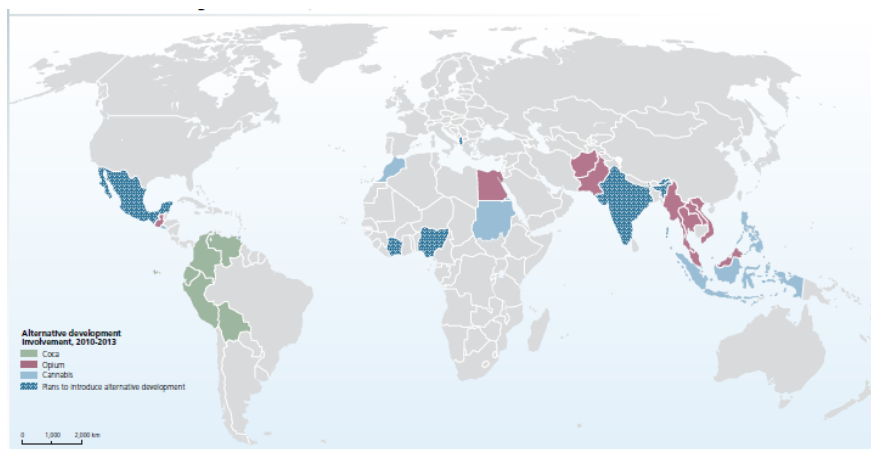 Alternative development
Involvement, 2010-2013
Coca
Opium
Cannabis
Plans to introduce alternative development
0 1,000 2,000 km